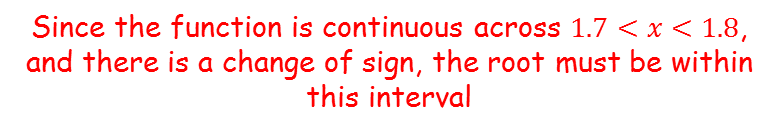 Since the function is continuous across 1.7 < x < 1.8,
and there is a change of sign, the root must be within
this interval